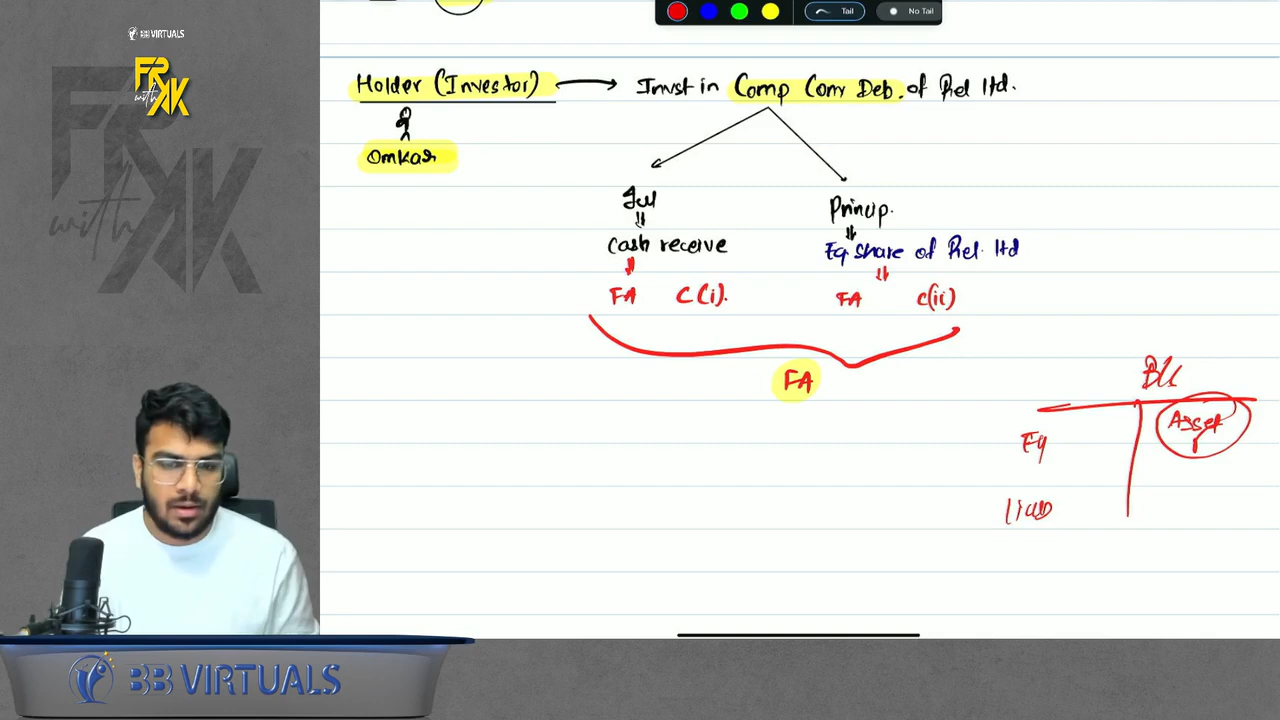 Tail
No Tail
BB VIRTUALS
FR
with
AK
Holder (Investor) → Invst in Comp Conv Deb. of Rel ltd.
Omkar
Int
Princip.
Cash receive
Eq share of Rel. ltd
FA C(i).
FA C(ii)
FA
B/S
Asset
Eq
Liab
BB VIRTUALS